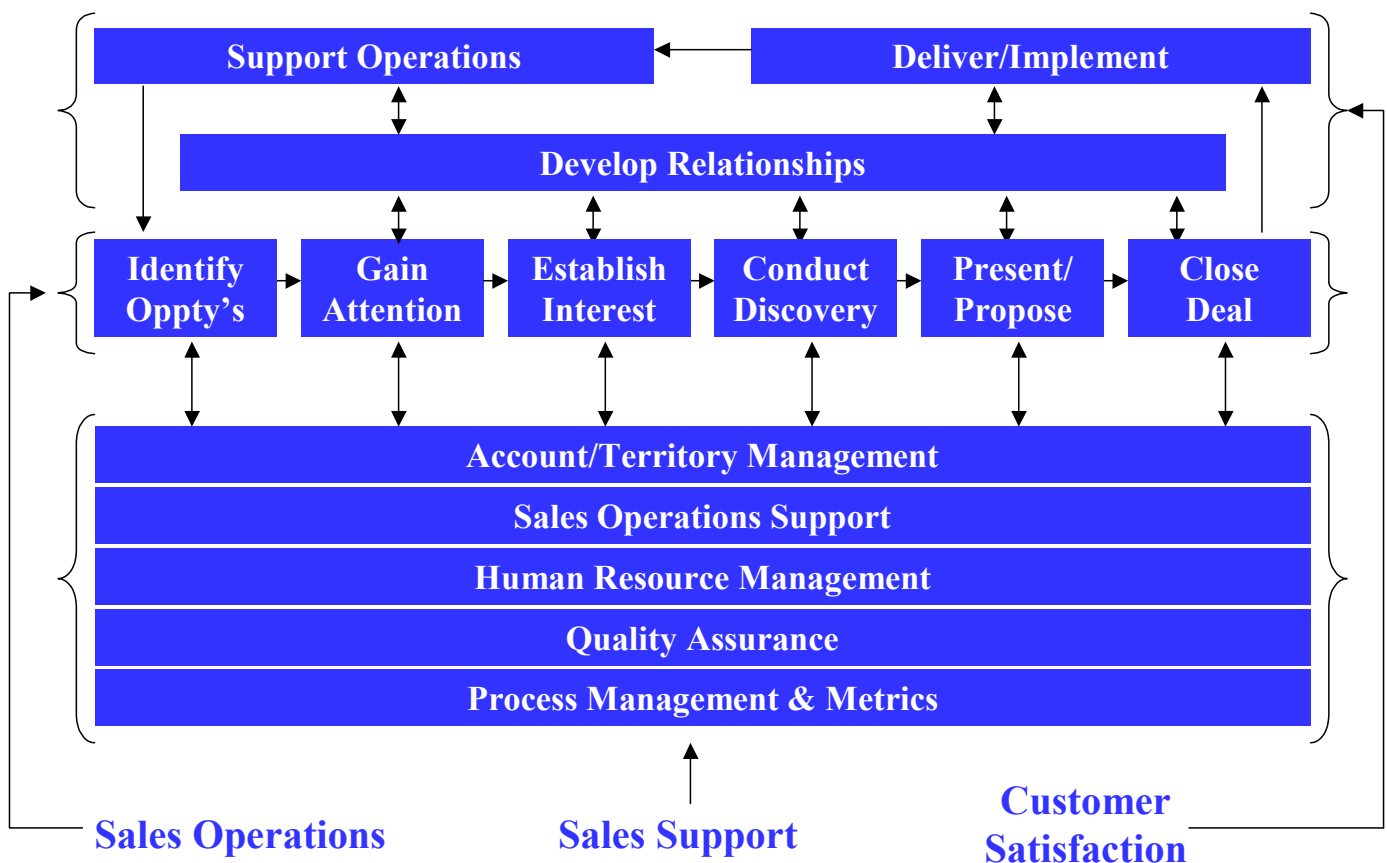 Support Operations
Deliver/Implement
Develop Relationships
Identify
Oppty’s
Gain
Attention
Establish
Interest
Conduct
Discovery
Present/
Propose
Close
Deal
Account/Territory Management
Sales Operations Support
Human Resource Management
Quality Assurance
Process Management & Metrics
Sales Operations
Sales Support
Customer
Satisfaction